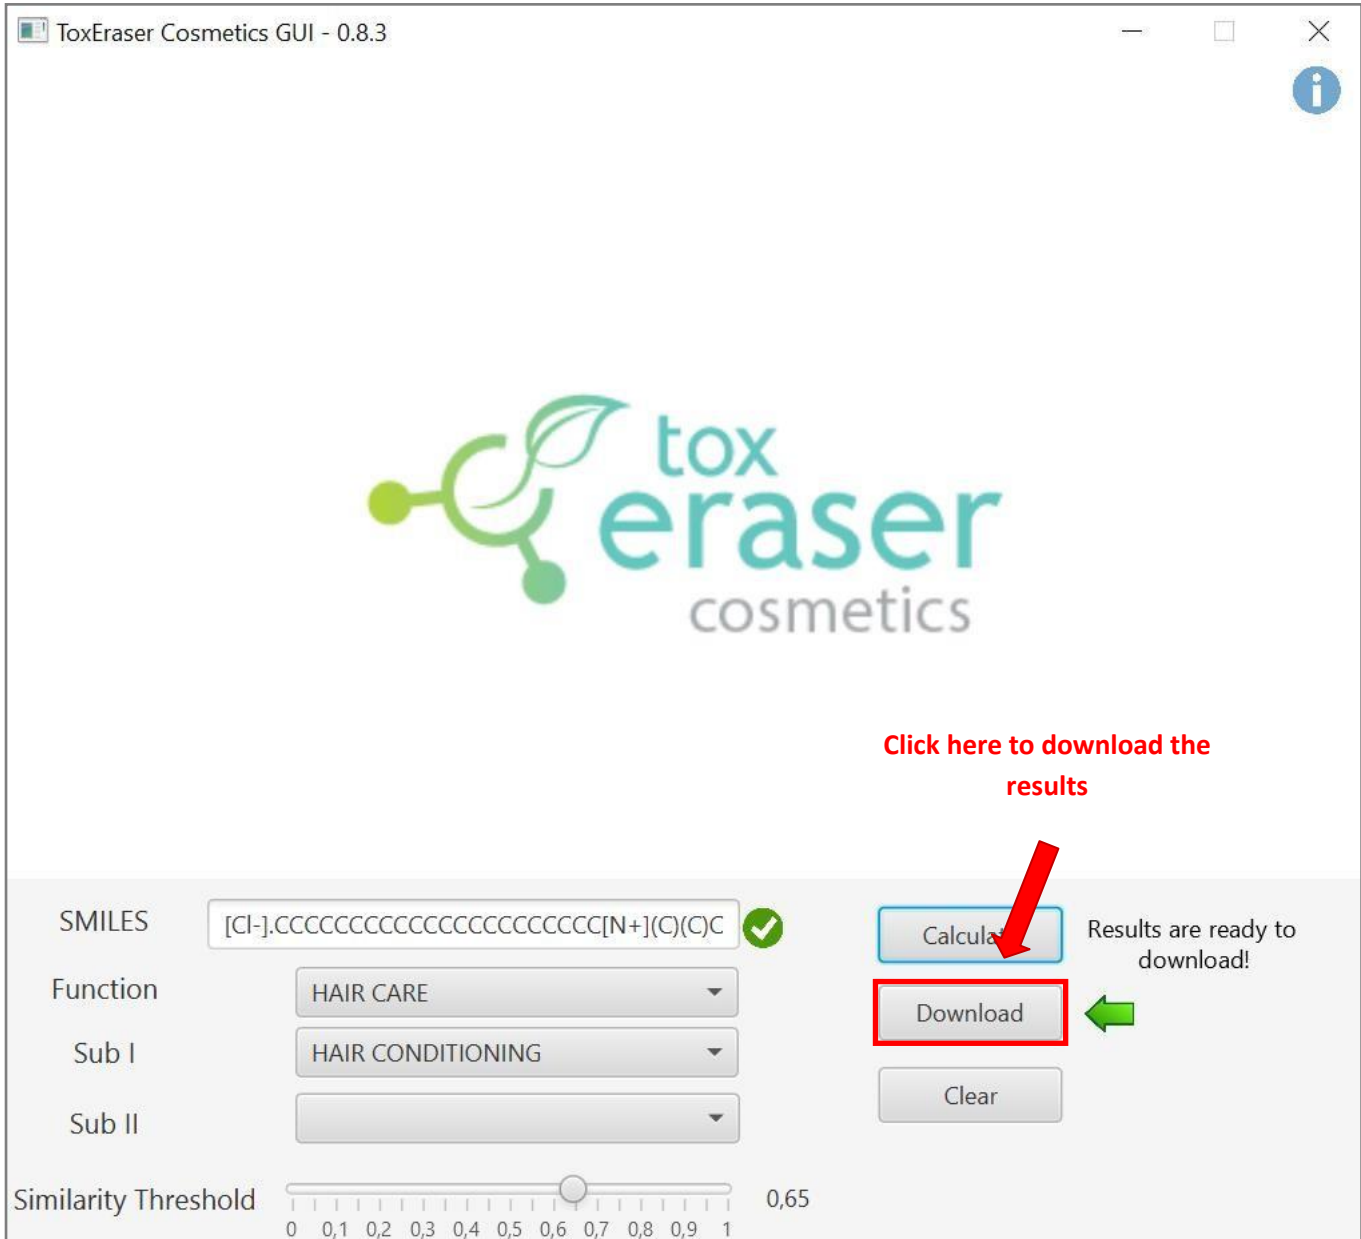 ToxEraser Cosmetics GUI - 0.8.3
tox
eraser
cosmetics
Click here to download the
results
SMILES
[Cl-].CCCCCCCCCCCCCCCCCCCCCC[N+](C)(C)C
Calculat
Results are ready to
download!
Function
HAIR CARE
Download
Sub I
HAIR CONDITIONING
Clear
Sub II
Similarity Threshold
0,65
0 0,1 0,2 0,3 0,4 0,5 0,6 0,7 0,8 0,9 1